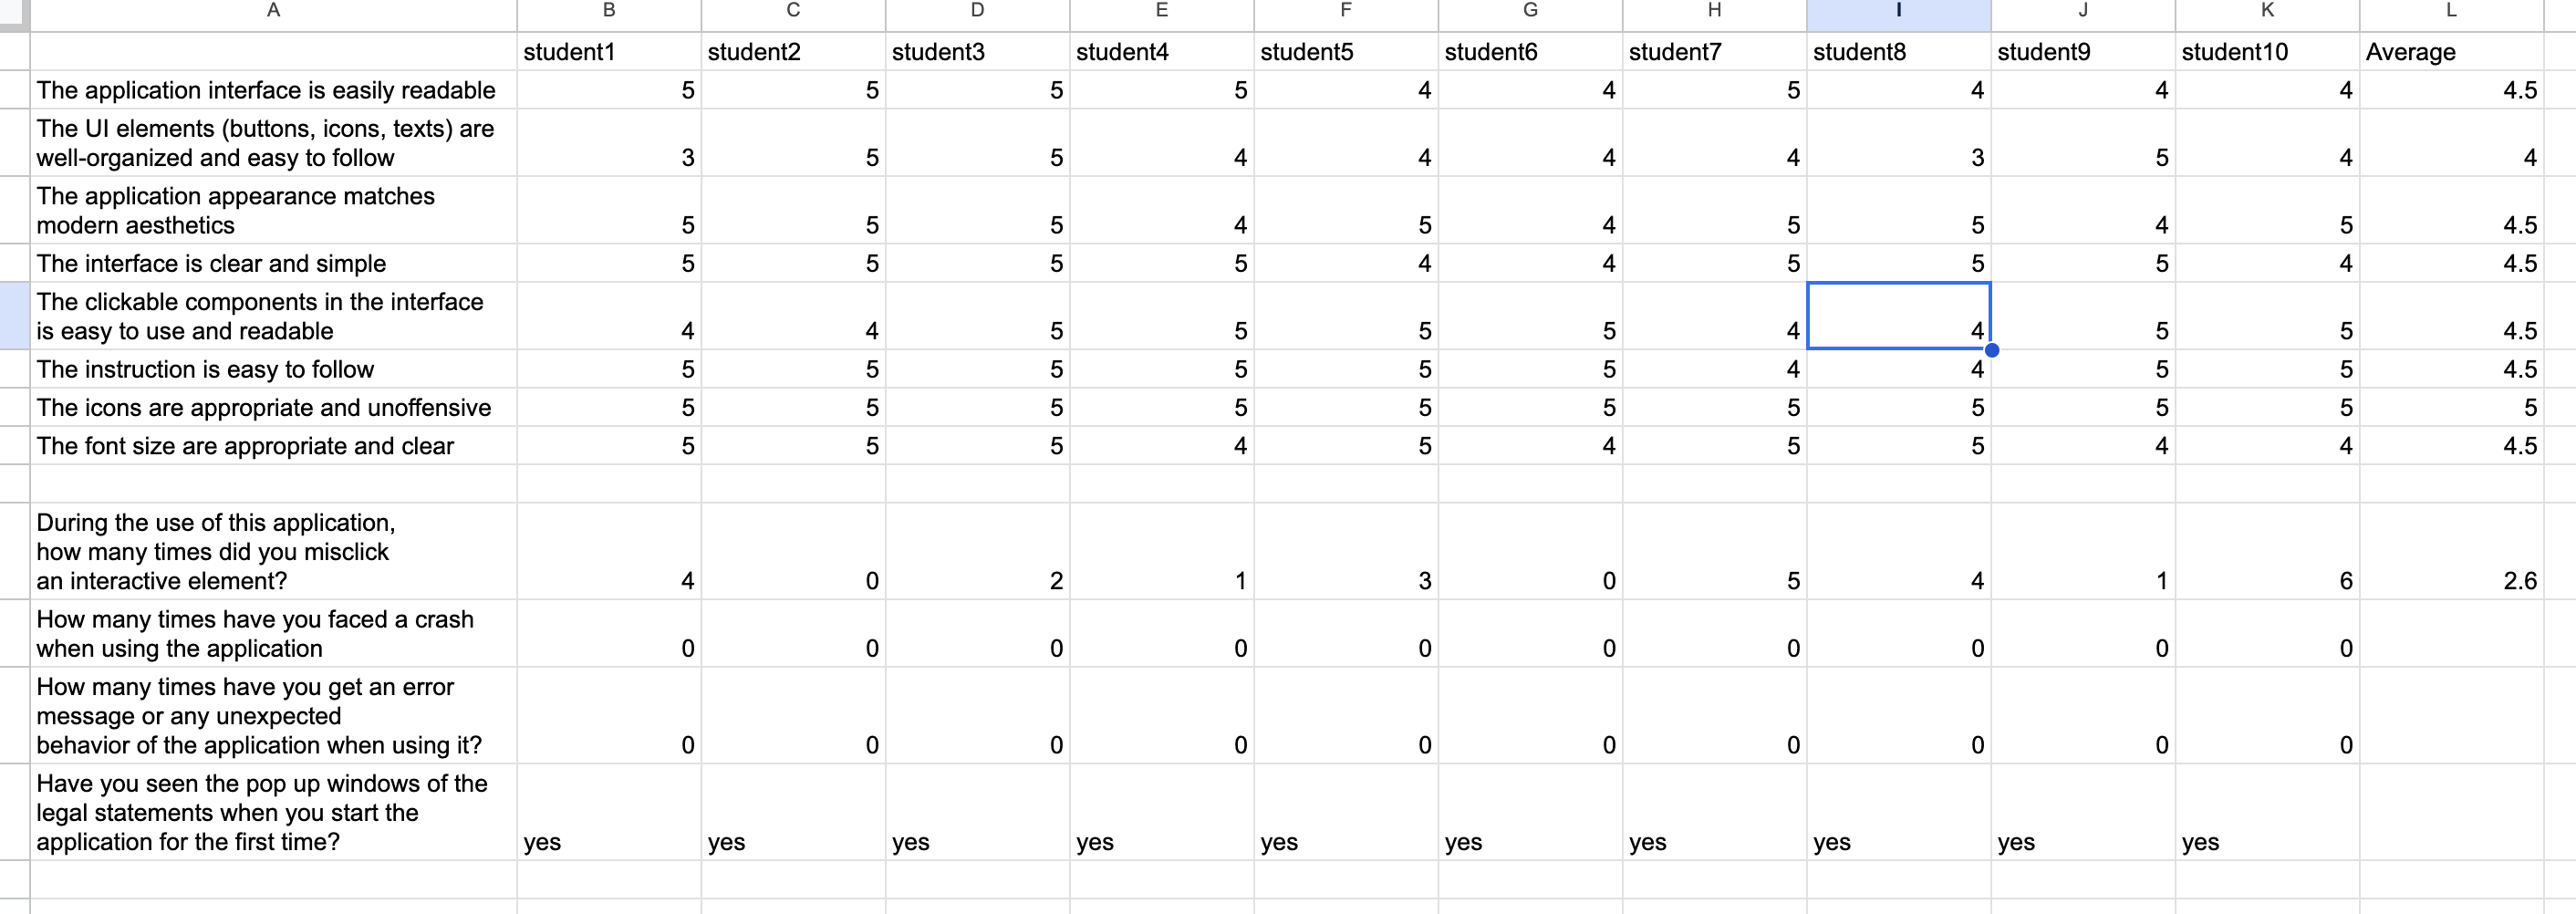 A B C D E F G H I J K L
student1 student2 student3 student4 student5 student6 student7 student8 student9 student10 Average
The application interface is easily readable 5 5 5 5 4 4 5 4 4 4 4.5
The UI elements (buttons, icons, texts) are
well-organized and easy to follow 3 5 5 4 4 4 4 3 5 4 4
The application appearance matches
modern aesthetics 5 5 5 4 5 4 5 5 4 5 4.5
The interface is clear and simple 5 5 5 5 4 4 5 5 5 4 4.5
The clickable components in the interface
is easy to use and readable 4 4 5 5 5 5 4 4 5 5 4.5
The instruction is easy to follow 5 5 5 5 5 5 4 4 5 5 4.5
The icons are appropriate and unoffensive 5 5 5 5 5 5 5 5 5 5 5
The font size are appropriate and clear 5 5 5 4 5 4 5 5 4 4 4.5
During the use of this application,
how many times did you misclick
an interactive element? 4 0 2 1 3 0 5 4 1 6 2.6
How many times have you faced a crash
when using the application 0 0 0 0 0 0 0 0 0 0
How many times have you get an error
message or any unexpected
behavior of the application when using it? 0 0 0 0 0 0 0 0 0 0
Have you seen the pop up windows of the
legal statements when you start the
application for the first time? yes yes yes yes yes yes yes yes yes yes